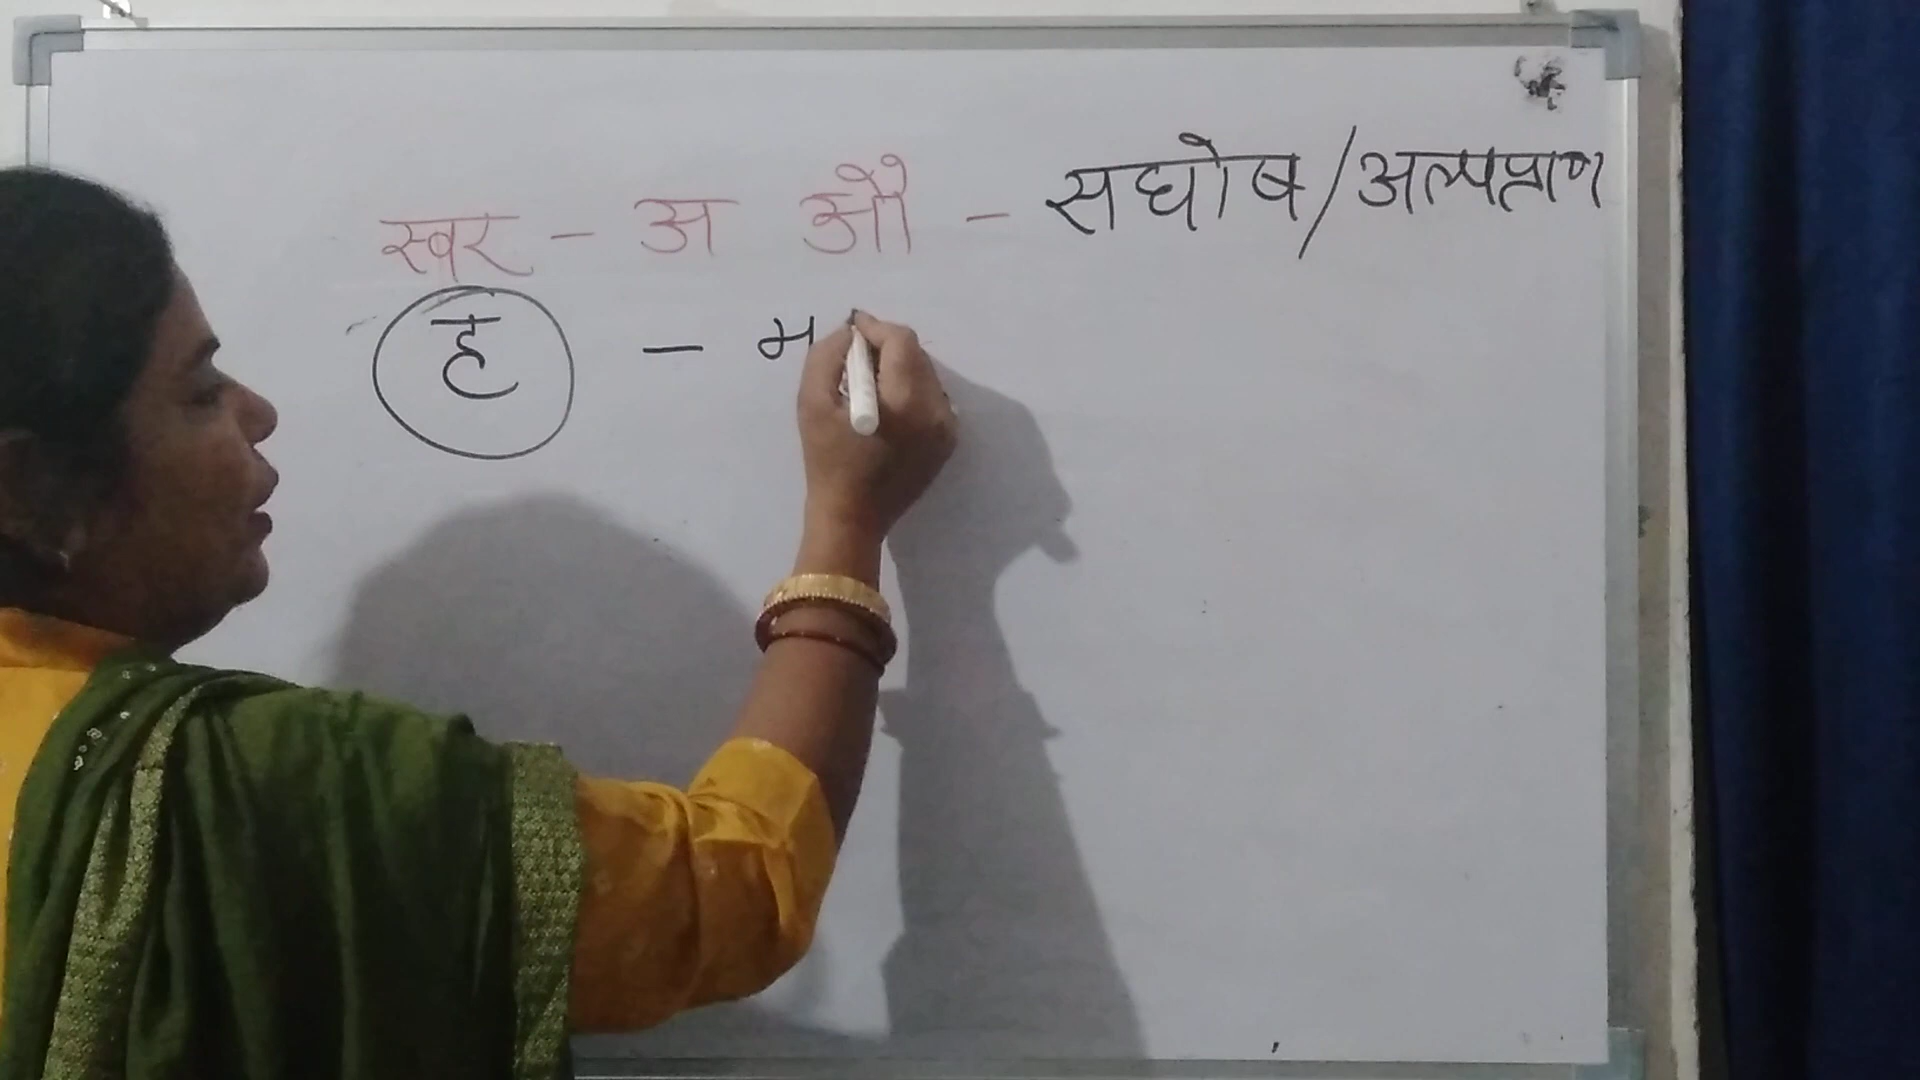 स्वर - अ औ - सघोष/अल्पप्राण
ह - म